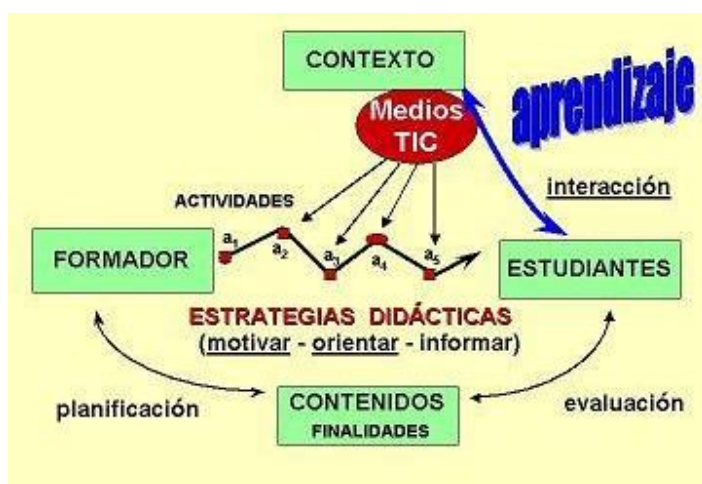 CONTEXTO
Medios
TIC
aprendizaje
interacción
ACTIVIDADES
a1
a2
a3
a4
a5
FORMADOR
ESTUDIANTES
ESTRATEGIAS DIDÁCTICAS
(motivar - orientar - informar)
planificación
CONTENIDOS
FINALIDADES
evaluación